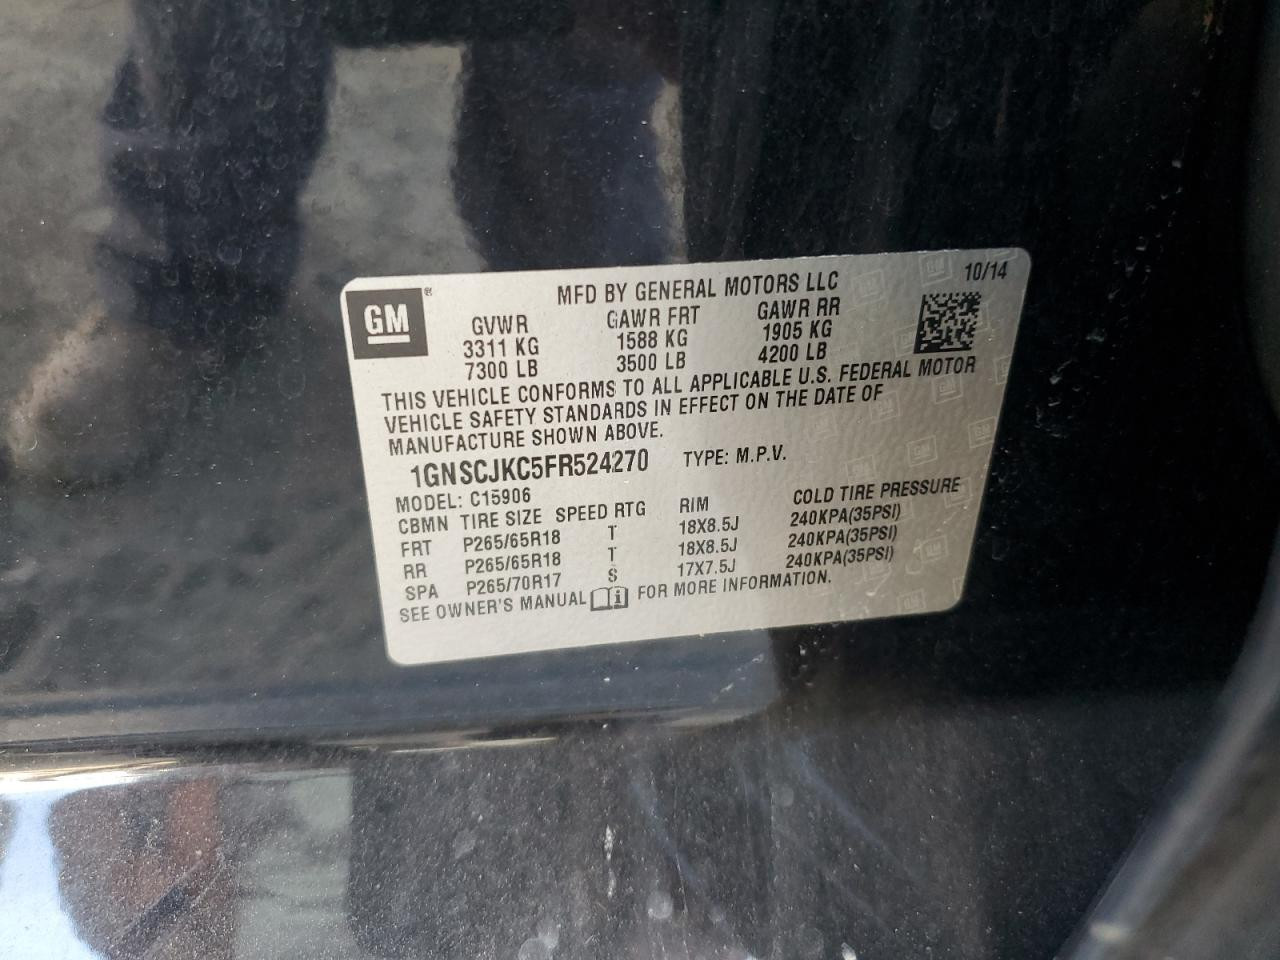 GM®
MFD BY GENERAL MOTORS LLC
10/14
GVWR GAWR FRT GAWR RR
3311 KG 1588 KG 1905 KG
7300 LB 3500 LB 4200 LB
THIS VEHICLE CONFORMS TO ALL APPLICABLE U.S. FEDERAL MOTOR
VEHICLE SAFETY STANDARDS IN EFFECT ON THE DATE OF
MANUFACTURE SHOWN ABOVE.
1GNSCJKC5FR524270 TYPE: M.P.V.
MODEL: C15906
CBMN TIRE SIZE SPEED RTG RIM COLD TIRE PRESSURE
FRT P265/65R18 T 18X8.5J 240KPA(35PSI)
RR P265/65R18 T 18X8.5J 240KPA(35PSI)
SPA P265/70R17 S 17X7.5J 240KPA(35PSI)
SEE OWNER'S MANUAL FOR MORE INFORMATION.